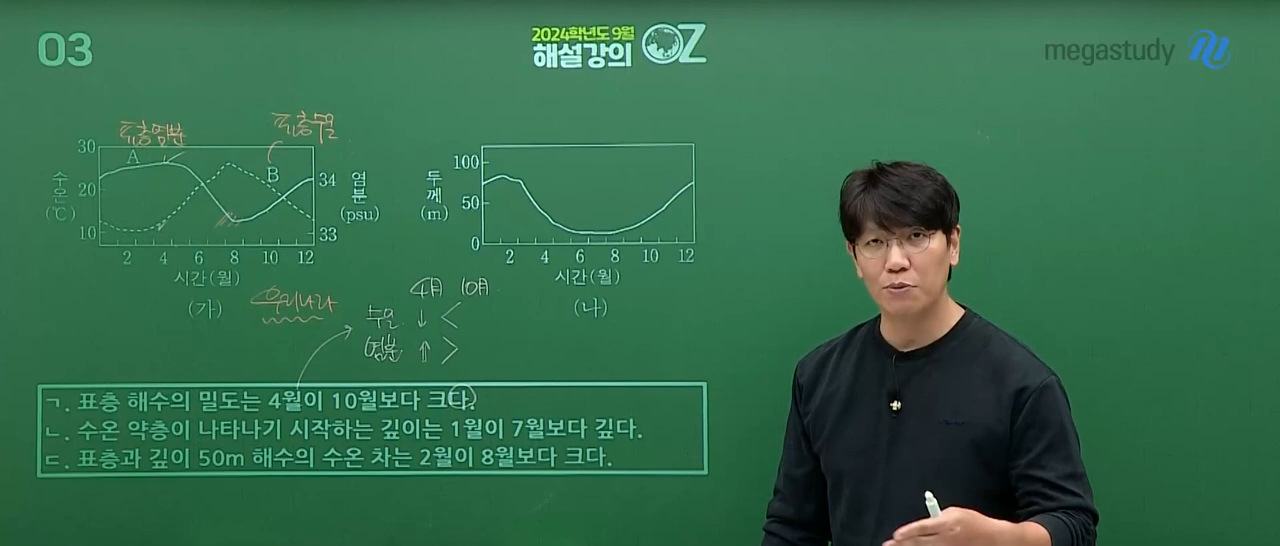 03
2024학년도 9월
해설강의 OZ
megastudy
표층염분
표층수온
30
A
B
수온
20
(℃)
10
34
염분
(psu)
33
2 4 6 8 10 12
시간(월)
(가)
100
두께
50
(m)
0
2 4 6 8 10 12
시간(월)
(나)
우리나라
4月 10月
수온 ↓ <
염분 ↑ >
ㄱ. 표층 해수의 밀도는 4월이 10월보다 크다.
ㄴ. 수온 약층이 나타나기 시작하는 깊이는 1월이 7월보다 깊다.
ㄷ. 표층과 깊이 50m 해수의 수온 차는 2월이 8월보다 크다.